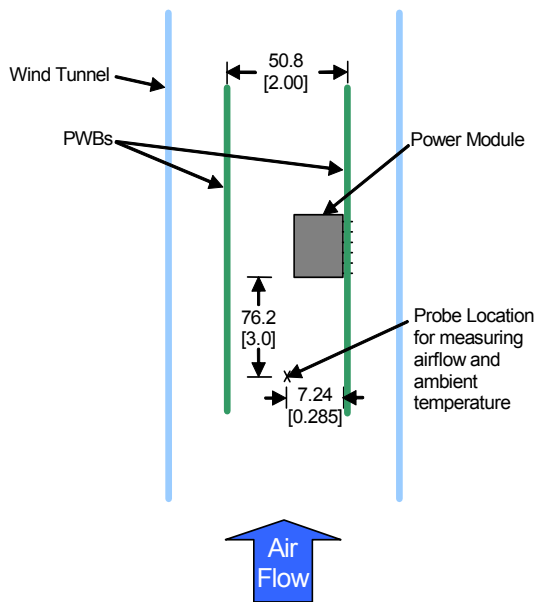 50.8
[2.00]
Wind Tunnel
PWBs
Power Module
76.2
[3.0]
Probe Location
for measuring
airflow and
ambient
temperature
x
7.24
[0.285]
Air
Flow